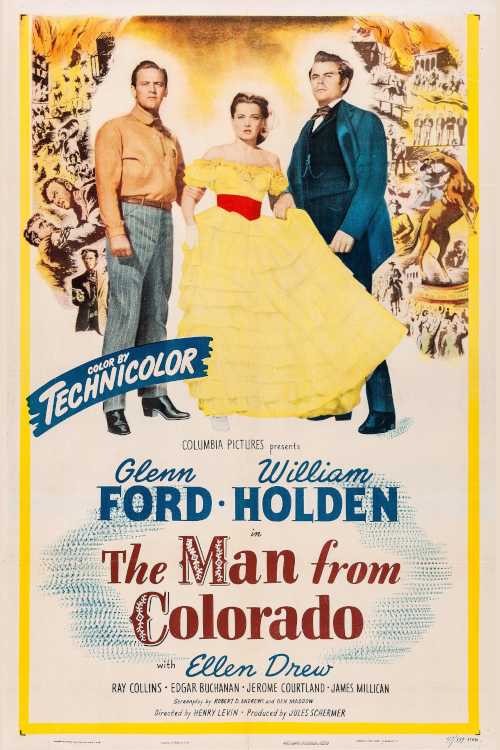 COLOR BY
TECHNICOLOR
COLUMBIA PICTURES presents
Glenn William
FORD · HOLDEN
in
The Man from
Colorado
with Ellen Drew
RAY COLLINS · EDGAR BUCHANAN · JEROME COURTLAND · JAMES MILLICAN
Screenplay by ROBERT D. ANDREWS and BEN MADDOW
Directed by HENRY LEVIN · Produced by JULES SCHERMER